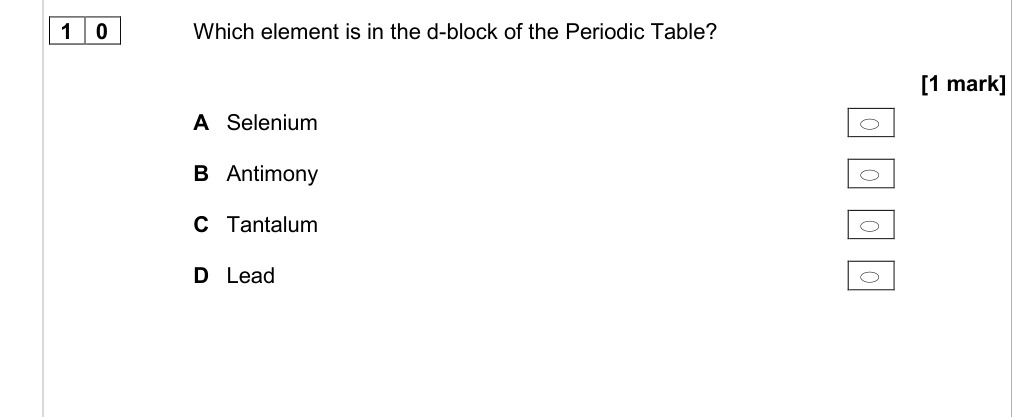 1 0 Which element is in the d-block of the Periodic Table?
[1 mark]
A Selenium
B Antimony
C Tantalum
D Lead